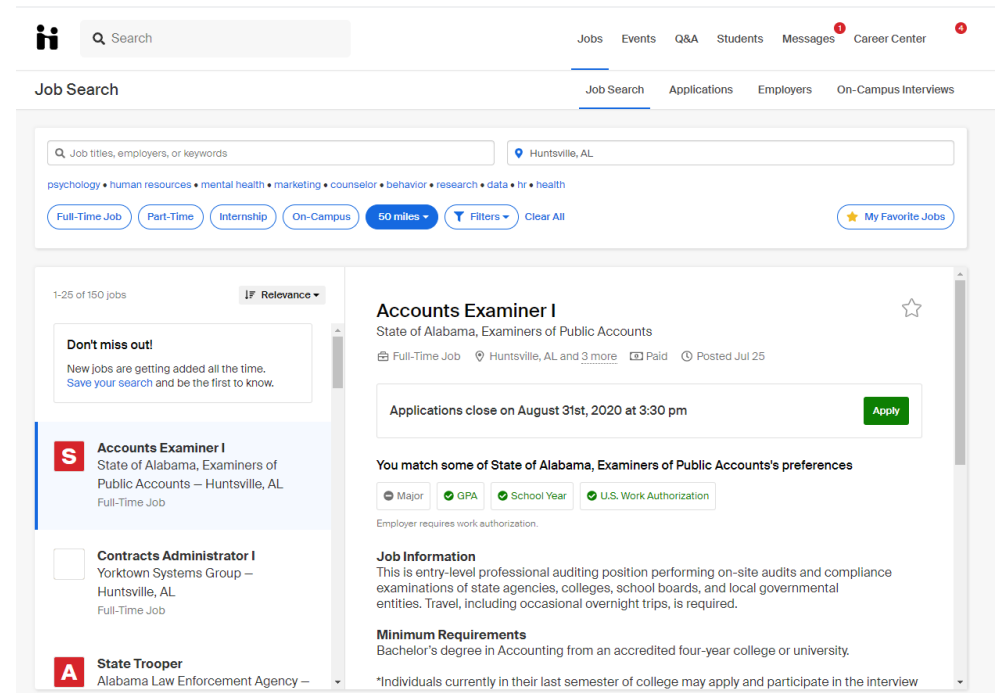 Search
Jobs Events Q&A Students Messages 1 Career Center 4
Job Search
Job Search Applications Employers On-Campus Interviews
Job titles, employers, or keywords
Huntsville, AL
psychology • human resources • mental health • marketing • counselor • behavior • research • data • hr • health
Full-Time Job Part-Time Internship On-Campus 50 miles Filters Clear All My Favorite Jobs
1-25 of 150 jobs Relevance
Don't miss out!
New jobs are getting added all the time.
Save your search and be the first to know.
S
Accounts Examiner I
State of Alabama, Examiners of
Public Accounts – Huntsville, AL
Full-Time Job
Contracts Administrator I
Yorktown Systems Group –
Huntsville, AL
Full-Time Job
A
State Trooper
Alabama Law Enforcement Agency –
Accounts Examiner I
State of Alabama, Examiners of Public Accounts
Full-Time Job Huntsville, AL and 3 more Paid Posted Jul 25
Applications close on August 31st, 2020 at 3:30 pm
Apply
You match some of State of Alabama, Examiners of Public Accounts's preferences
Major GPA School Year U.S. Work Authorization
Employer requires work authorization.
Job Information
This is entry-level professional auditing position performing on-site audits and compliance
examinations of state agencies, colleges, school boards, and local governmental
entities. Travel, including occasional overnight trips, is required.
Minimum Requirements
Bachelor's degree in Accounting from an accredited four-year college or university.
*Individuals currently in their last semester of college may apply and participate in the interview